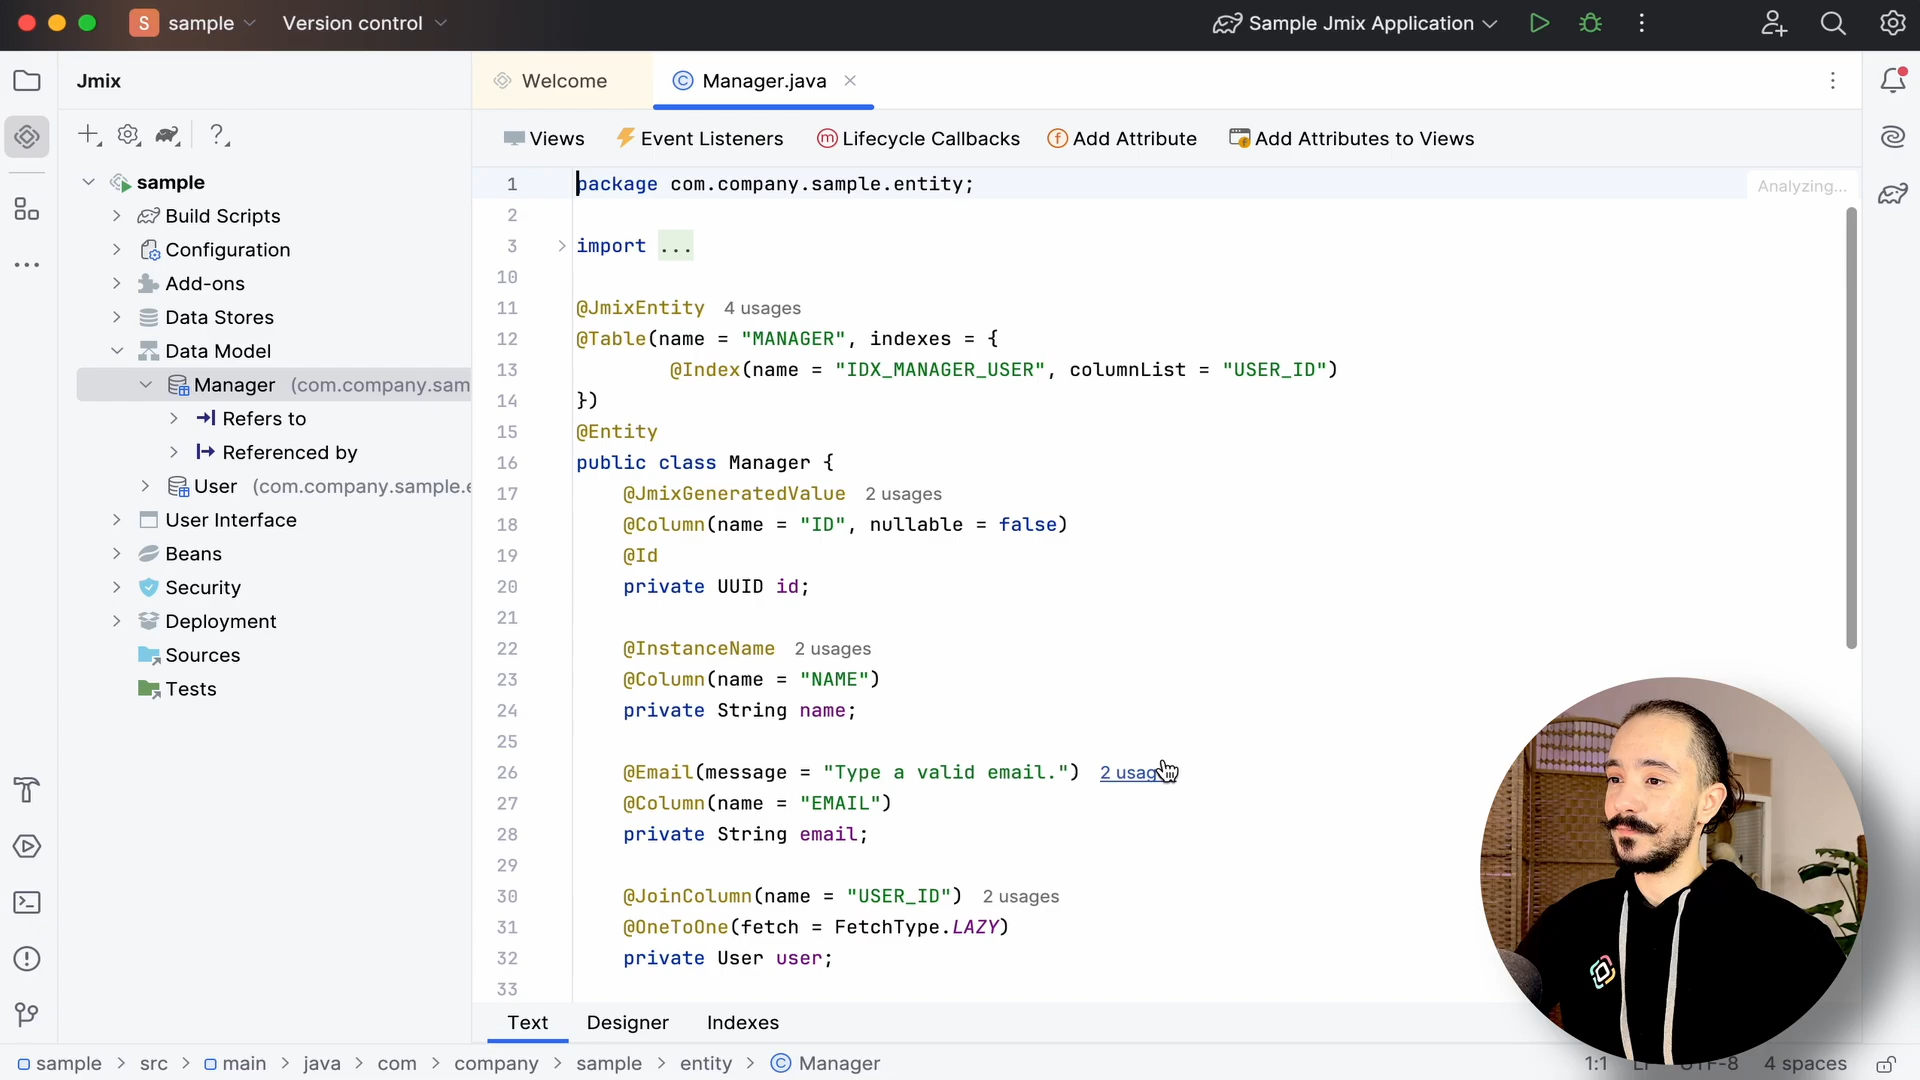 S sample Version control Sample Jmix Application
Jmix
Welcome Manager.java
Views Event Listeners Lifecycle Callbacks Add Attribute Add Attributes to Views
sample
Build Scripts
Configuration
Add-ons
Data Stores
Data Model
Manager (com.company.sam
Refers to
Referenced by
User (com.company.sample.e
User Interface
Beans
Security
Deployment
Sources
Tests
1 package com.company.sample.entity;
Analyzing...
2
3 import ...
10
11 @JmixEntity 4 usages
12 @Table(name = "MANAGER", indexes = {
13 @Index(name = "IDX_MANAGER_USER", columnList = "USER_ID")
14 })
15 @Entity
16 public class Manager {
17 @JmixGeneratedValue 2 usages
18 @Column(name = "ID", nullable = false)
19 @Id
20 private UUID id;
21
22 @InstanceName 2 usages
23 @Column(name = "NAME")
24 private String name;
25
26 @Email(message = "Type a valid email.") 2 usag
27 @Column(name = "EMAIL")
28 private String email;
29
30 @JoinColumn(name = "USER_ID") 2 usages
31 @OneToOne(fetch = FetchType.LAZY)
32 private User user;
33
Text Designer Indexes
sample > src > main > java > com > company > sample > entity > Manager
1:1 LF UTF-8 4 spaces